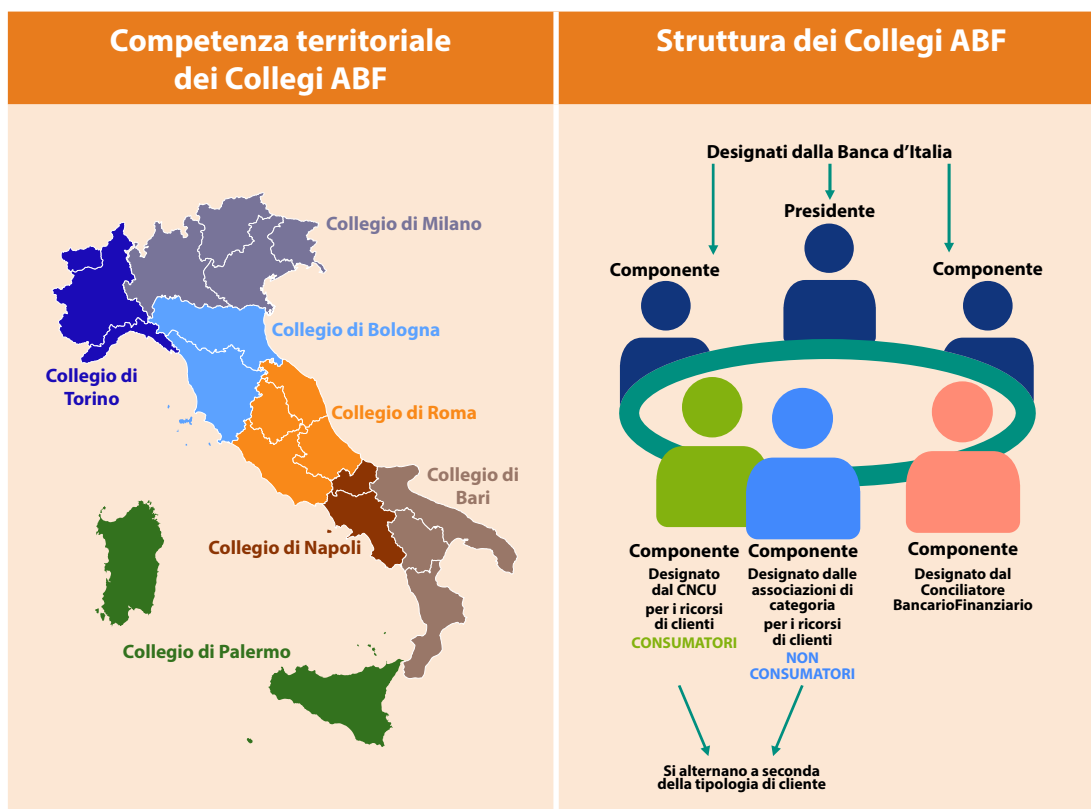 Competenza territoriale
dei Collegi ABF
Collegio di Milano
Collegio di Bologna
Collegio di
Torino
Collegio di Roma
Collegio di
Bari
Collegio di Napoli
Collegio di Palermo
Struttura dei Collegi ABF
Designati dalla Banca d'Italia
Presidente
Componente
Componente
Componente
Designato
dal CNCU
per i ricorsi
di clienti
CONSUMATORI
Componente
Designato dalle
associazioni di
categoria
per i ricorsi
di clienti
NON
CONSUMATORI
Componente
Designato dal
Conciliatore
BancarioFinanziario
Si alternano a seconda
della tipologia di cliente